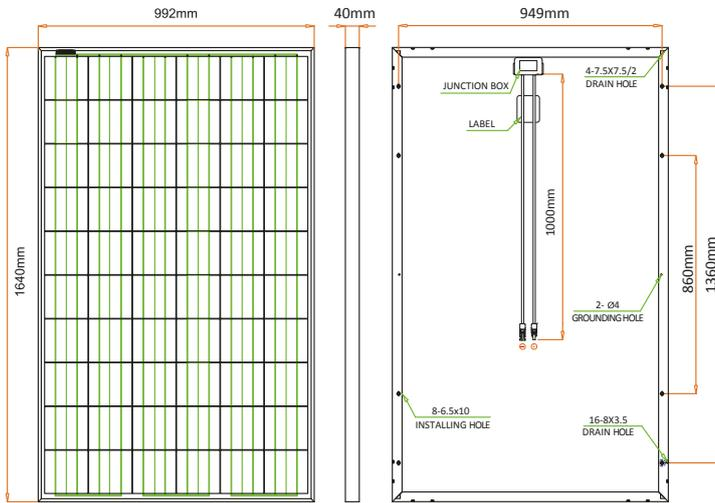 992mm
40mm
949mm
1640mm
JUNCTION BOX
4-7.5X7.5/2
DRAIN HOLE
LABEL
1000mm
860mm
1360mm
2- Ø4
GROUNDING HOLE
8-6.5x10
INSTALLING HOLE
16-8X3.5
DRAIN HOLE